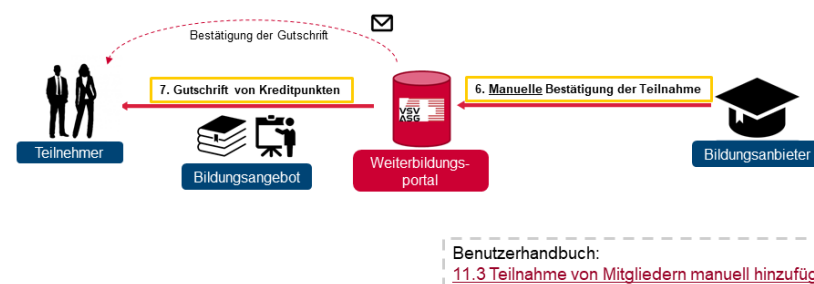 Bestätigung der Gutschrift
7. Gutschrift von Kreditpunkten
6. Manuelle Bestätigung der Teilnahme
VSV
ASG
Teilnehmer
Bildungsangebot
Weiterbildungs-
portal
Bildungsanbieter
Benutzerhandbuch:
11.3 Teilnahme von Mitgliedern manuell hinzufüg